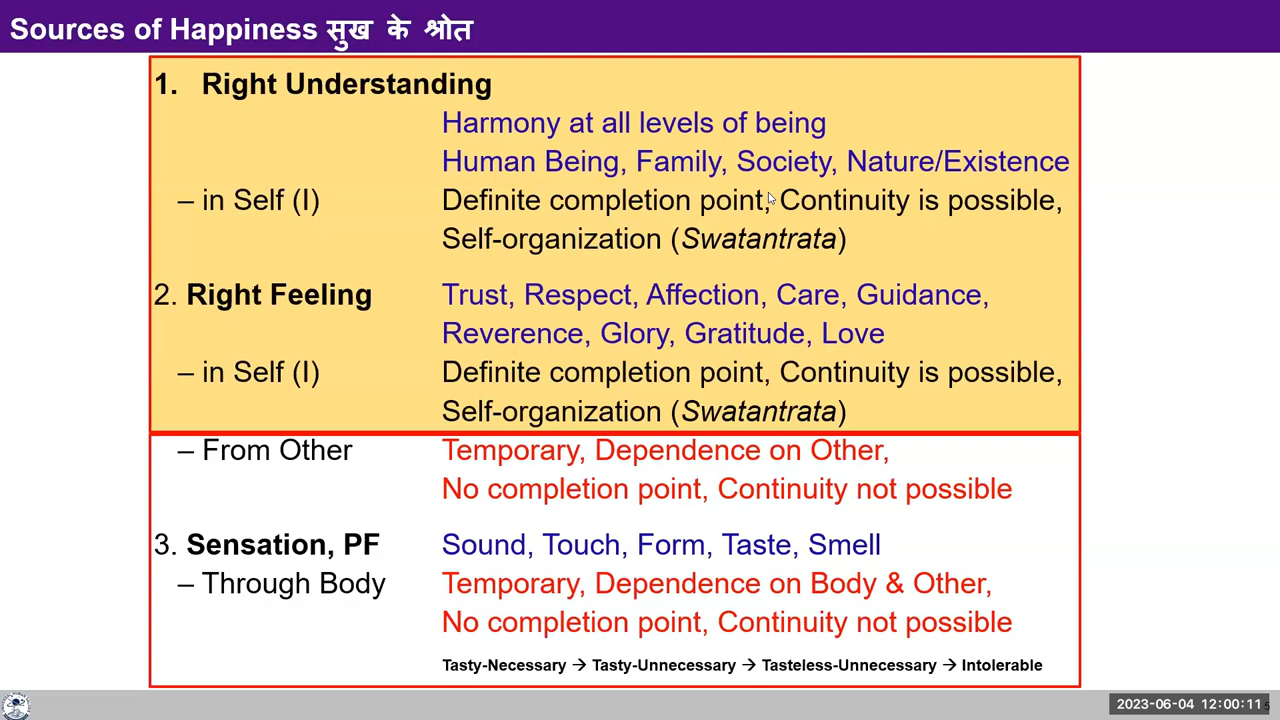 Sources of Happiness सुख के श्रोत
1. Right Understanding
Harmony at all levels of being
Human Being, Family, Society, Nature/Existence
– in Self (I) Definite completion point, Continuity is possible,
Self-organization (Swatantrata)
2. Right Feeling Trust, Respect, Affection, Care, Guidance,
Reverence, Glory, Gratitude, Love
– in Self (I) Definite completion point, Continuity is possible,
Self-organization (Swatantrata)
– From Other Temporary, Dependence on Other,
No completion point, Continuity not possible
3. Sensation, PF Sound, Touch, Form, Taste, Smell
– Through Body Temporary, Dependence on Body & Other,
No completion point, Continuity not possible
Tasty-Necessary → Tasty-Unnecessary → Tasteless-Unnecessary → Intolerable
2023-06-04 12:00:11 5